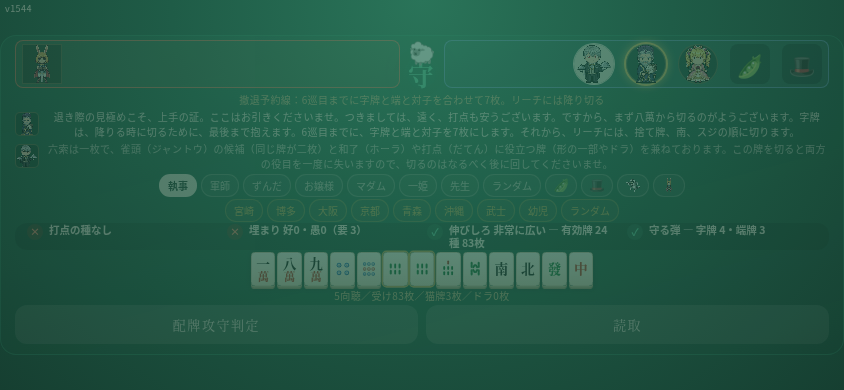 v1544
守
撤退予約線：6巡目までに字牌と端と対子を合わせて7枚、リーチには降り切る
退き際の見極めこそ、上手の証。ここはお引きくださいませ。つきましては、遠く、打点も安うございます。ですから、まず八萬から切るのがようございます。字牌
は、降りる時に切るために、最後まで抱えます。6巡目までに、字牌と端と対子を7枚にします。それから、リーチには、捨て牌、南、スジの順に切ります。
六索は一枚で、雀頭（ジャントウ）の候補（同じ牌が二枚）と和了（ホーラ）や打点（だてん）に役立つ牌（形の一部やドラ）を兼ねております。この牌を切ると両方
の役目を一度に失いますので、切るのはなるべく後に回してくださいませ。
執事 軍師 ずんだ お嬢様 マダム 一姫 先生 ランダム
宮崎 博多 大阪 京都 青森 沖縄 武士 幼児 ランダム
打点の種なし 埋まり 好0・愚0（要 3） 伸びしろ 非常に広い — 有効牌 24 守る弾 — 字牌 4・端牌 3
種 83枚
一萬 八萬 九萬 南 北 發 中
5向聴／受け83枚／猫牌3枚／ドラ0枚
配牌攻守判定 読取